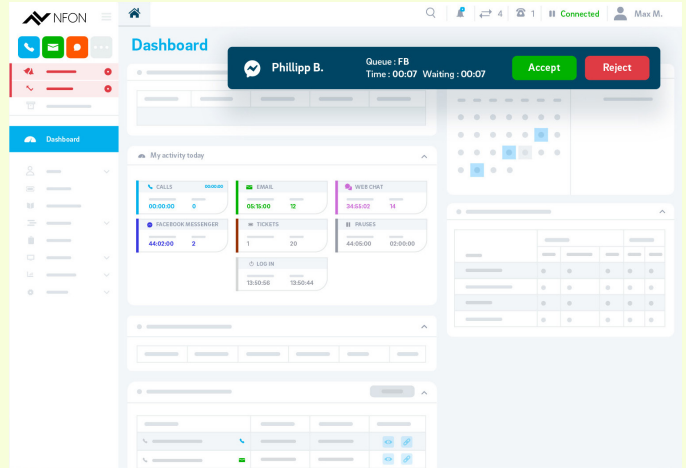 NFON
4
1
Connected
Max M.
Dashboard
Phillipp B.
Queue : FB
Time : 00:07 Waiting : 00:07
Accept
Reject
Dashboard
My activity today
CALLS
00:00:00
00:00:00 0
EMAIL
05:15:00 12
WEB CHAT
34:55:02 14
FACEBOOK MESSENGER
44:02:00 2
TICKETS
1 20
PAUSES
44:05:00 02:00:00
LOG IN
13:50:56 13:50:44